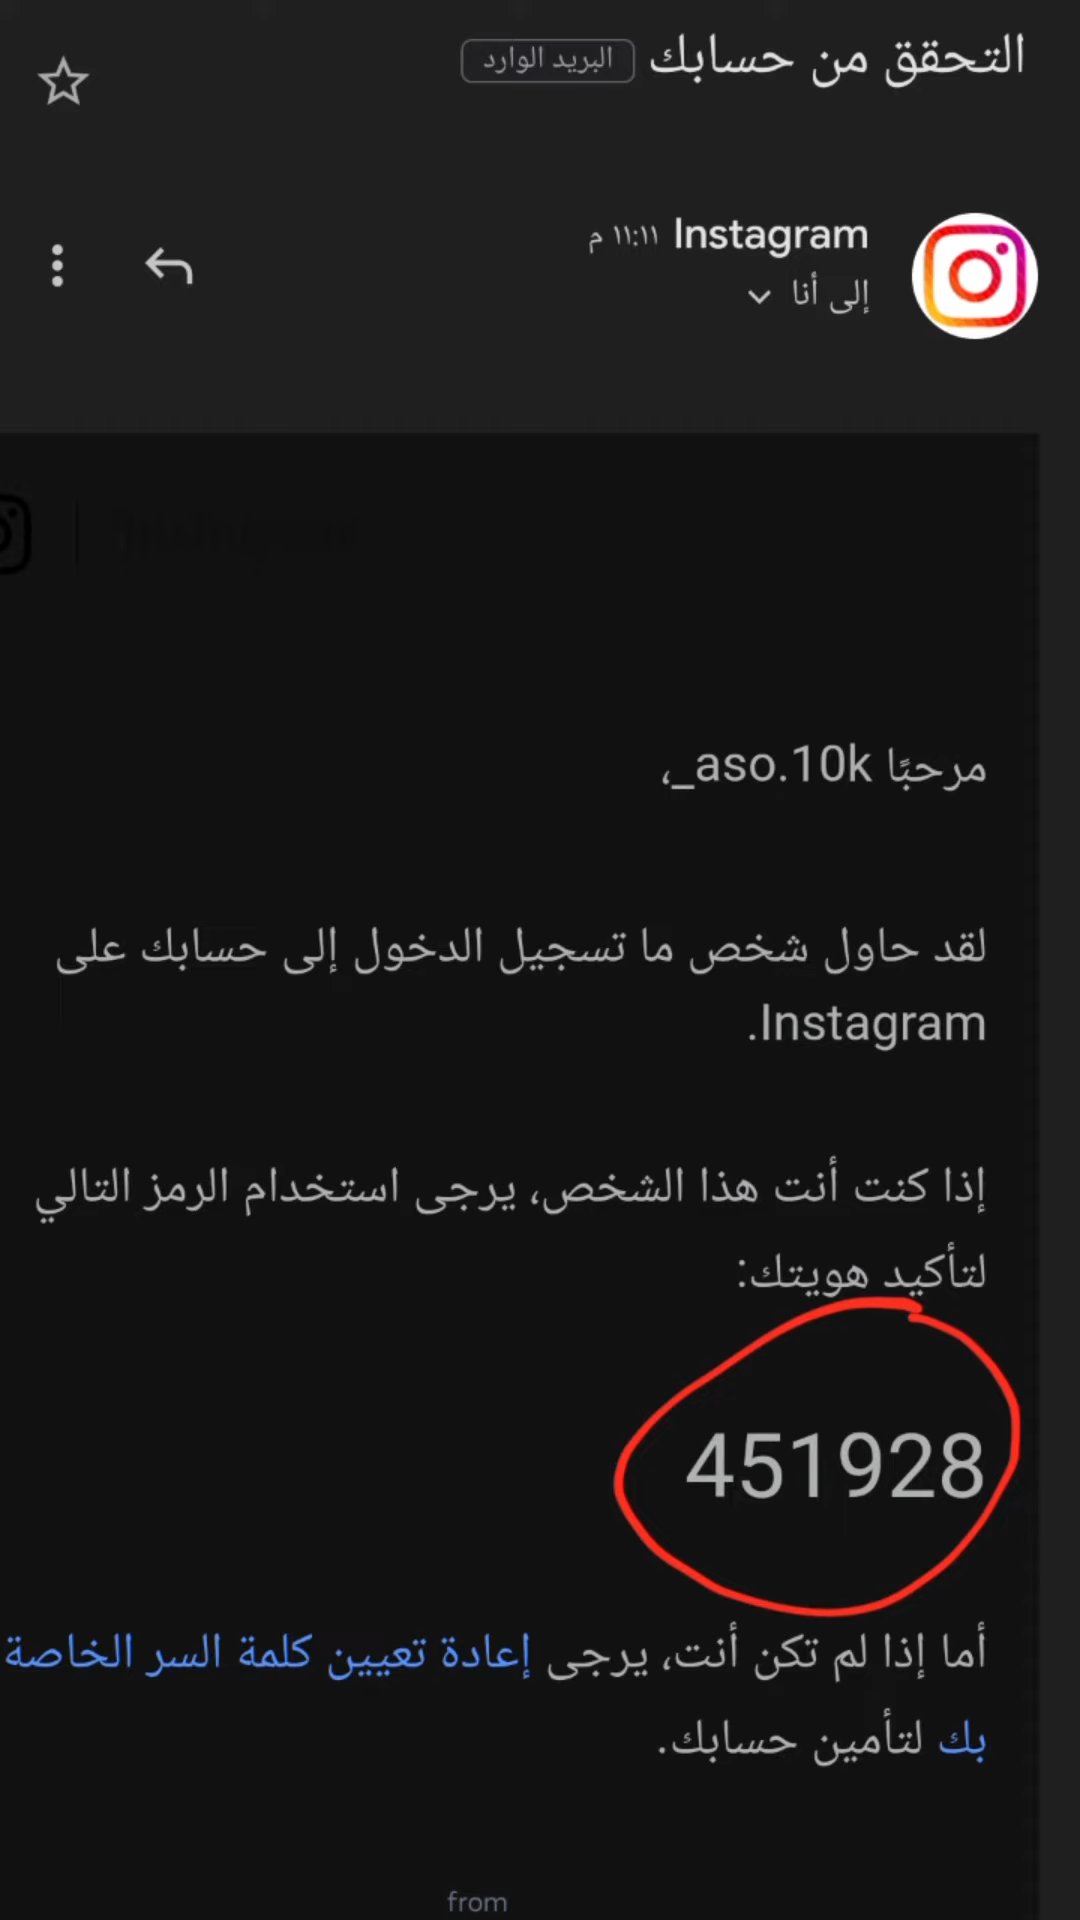 التحقق من حسابك البريد الوارد
Instagram ١١:١١ م
إلى أنا
مرحبًا aso.10k_،
لقد حاول شخص ما تسجيل الدخول إلى حسابك على
Instagram.
إذا كنت أنت هذا الشخص، يرجى استخدام الرمز التالي
لتأكيد هويتك:
451928
أما إذا لم تكن أنت، يرجى إعادة تعيين كلمة السر الخاصة
بك لتأمين حسابك.
from